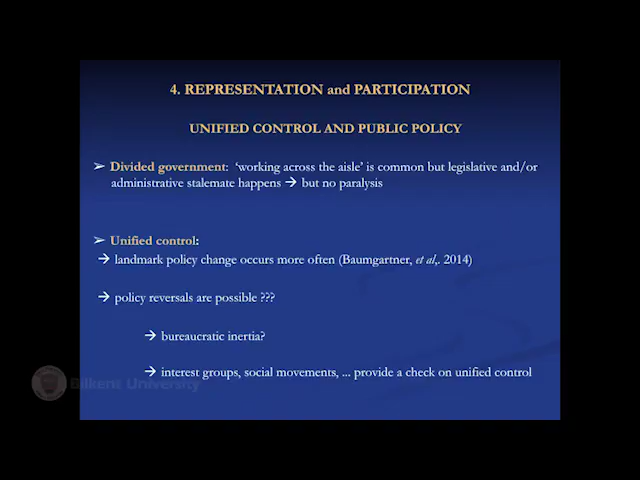 4. REPRESENTATION and PARTICIPATION
UNIFIED CONTROL AND PUBLIC POLICY
➢ Divided government: ‘working across the aisle’ is common but legislative and/or
administrative stalemate happens → but no paralysis
➢ Unified control:
→ landmark policy change occurs more often (Baumgartner, et al,. 2014)
→ policy reversals are possible ???
→ bureaucratic inertia?
→ interest groups, social movements, ... provide a check on unified control
Bilkent University